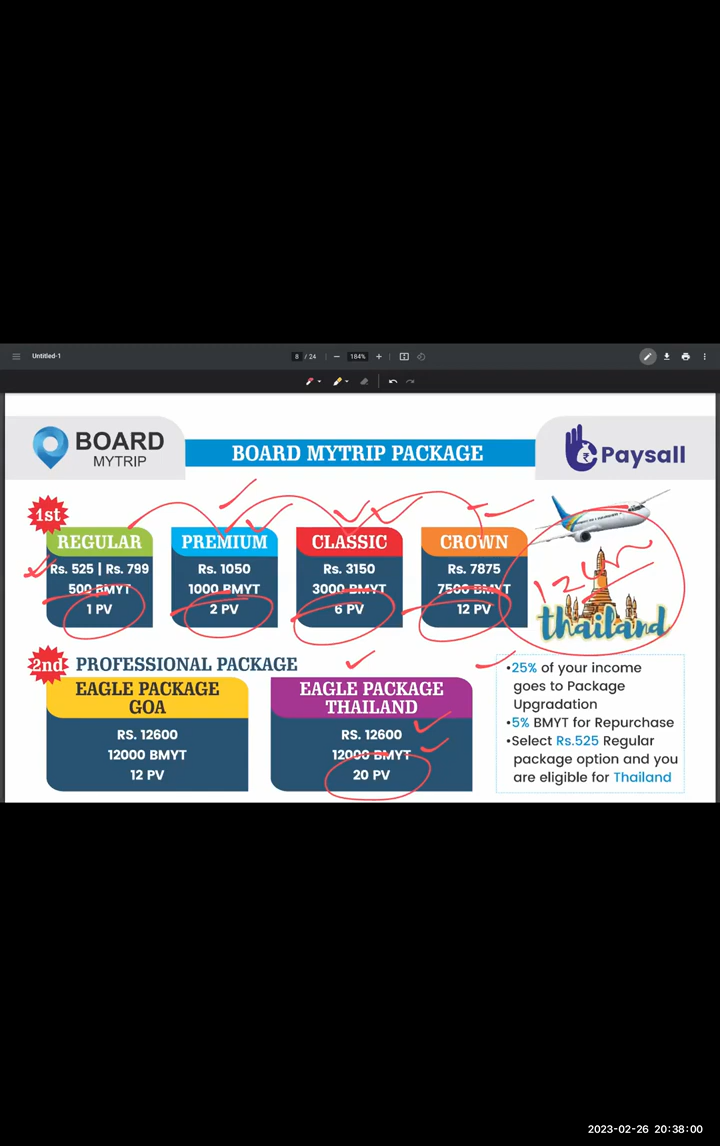 Untitled-1
8 / 24
184%
BOARD
MYTRIP
BOARD MYTRIP PACKAGE
Paysall
1st
REGULAR
Rs. 525 | Rs. 799
500 BMYT
1 PV
PREMIUM
Rs. 1050
1000 BMYT
2 PV
CLASSIC
Rs. 3150
3000 BMYT
6 PV
CROWN
Rs. 7875
7500 BMYT
12 PV
thailand
2nd PROFESSIONAL PACKAGE
EAGLE PACKAGE
GOA
RS. 12600
12000 BMYT
12 PV
EAGLE PACKAGE
THAILAND
RS. 12600
12000 BMYT
20 PV
•25% of your income
goes to Package
Upgradation
•5% BMYT for Repurchase
•Select Rs.525 Regular
package option and you
are eligible for Thailand
2023-02-26 20:38:00